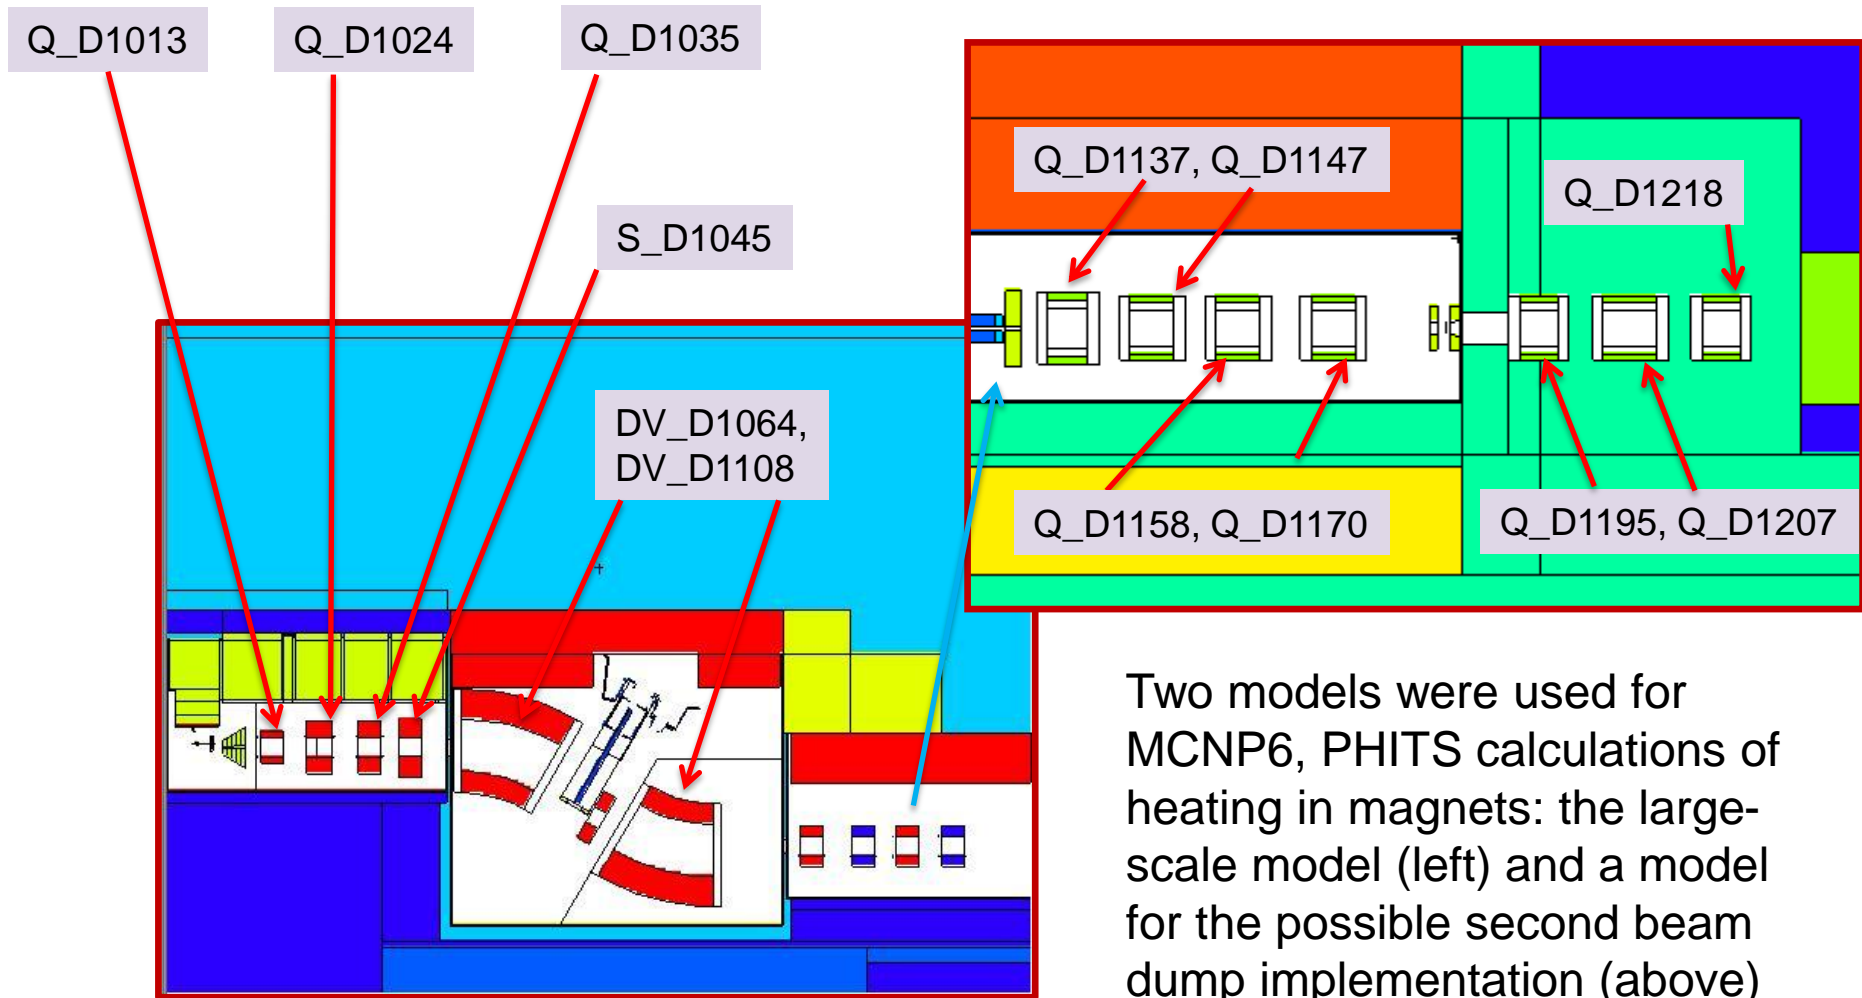 Q_D1013
Q_D1024
Q_D1035
Q_D1137, Q_D1147
Q_D1218
S_D1045
DV_D1064,
DV_D1108
Q_D1158, Q_D1170
Q_D1195, Q_D1207
Two models were used for
MCNP6, PHITS calculations of
heating in magnets: the large-
scale model (left) and a model
for the possible second beam
dump implementation (above)